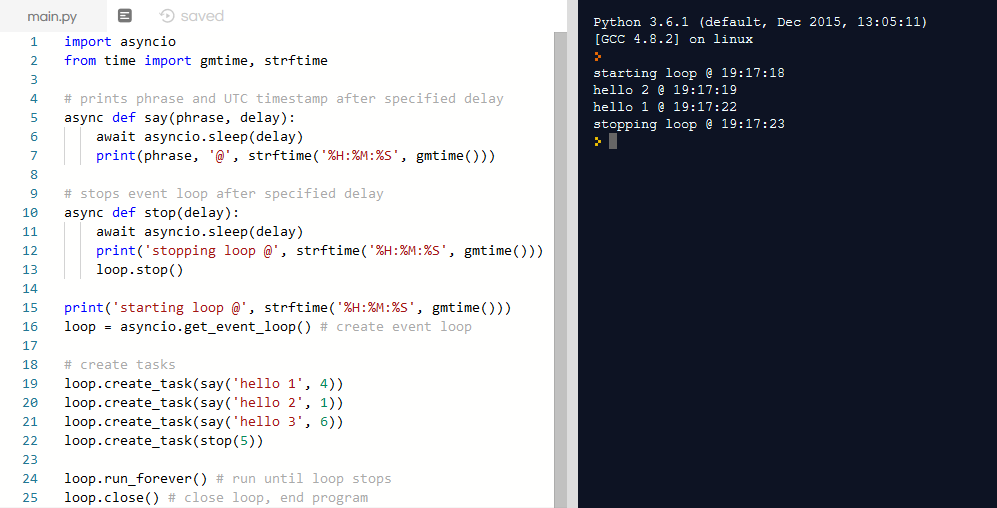 main.py saved
1 import asyncio
2 from time import gmtime, strftime
3
4 # prints phrase and UTC timestamp after specified delay
5 async def say(phrase, delay):
6     await asyncio.sleep(delay)
7     print(phrase, '@', strftime('%H:%M:%S', gmtime()))
8
9 # stops event loop after specified delay
10 async def stop(delay):
11     await asyncio.sleep(delay)
12     print('stopping loop @', strftime('%H:%M:%S', gmtime()))
13     loop.stop()
14
15 print('starting loop @', strftime('%H:%M:%S', gmtime()))
16 loop = asyncio.get_event_loop() # create event loop
17
18 # create tasks
19 loop.create_task(say('hello 1', 4))
20 loop.create_task(say('hello 2', 1))
21 loop.create_task(say('hello 3', 6))
22 loop.create_task(stop(5))
23
24 loop.run_forever() # run until loop stops
25 loop.close() # close loop, end program
Python 3.6.1 (default, Dec 2015, 13:05:11)
[GCC 4.8.2] on linux
starting loop @ 19:17:18
hello 2 @ 19:17:19
hello 1 @ 19:17:22
stopping loop @ 19:17:23